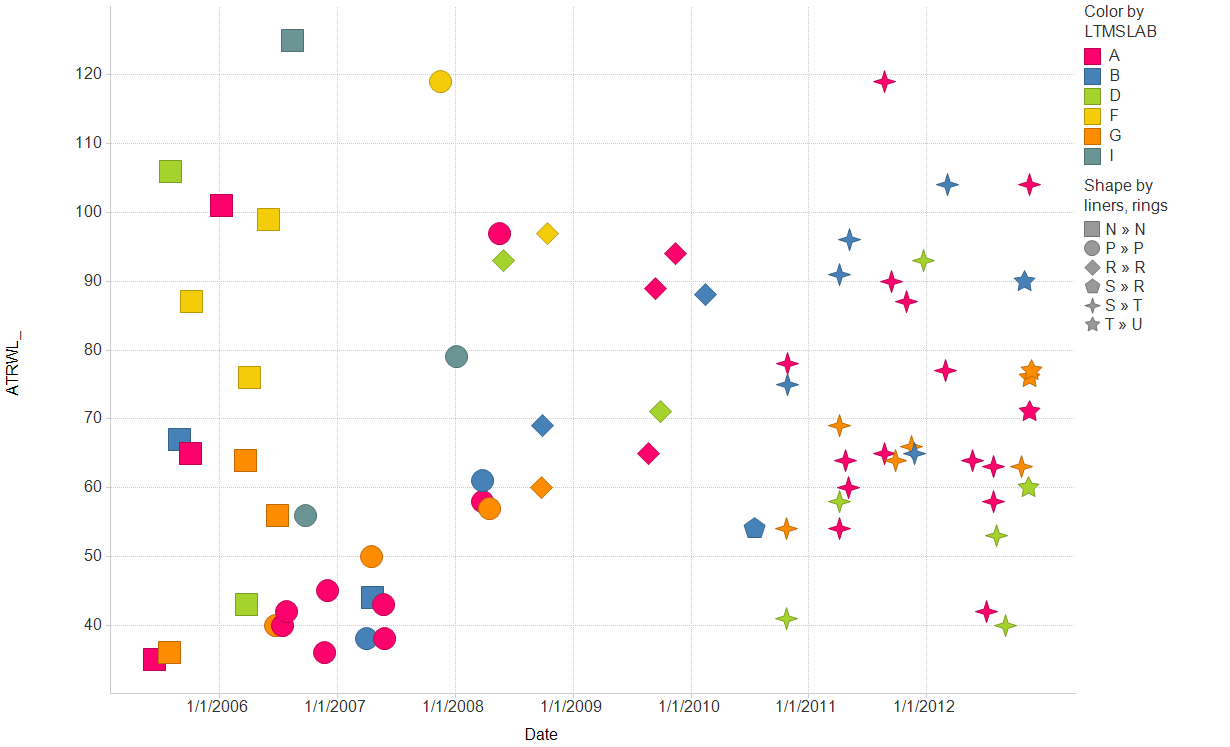 Color by
LTMSLAB
A
B
D
F
G
I
Shape by
liners, rings
N » N
P » P
R » R
S » R
S » T
T » U
ATRWL_
120
110
100
90
80
70
60
50
40
1/1/2006 1/1/2007 1/1/2008 1/1/2009 1/1/2010 1/1/2011 1/1/2012
Date